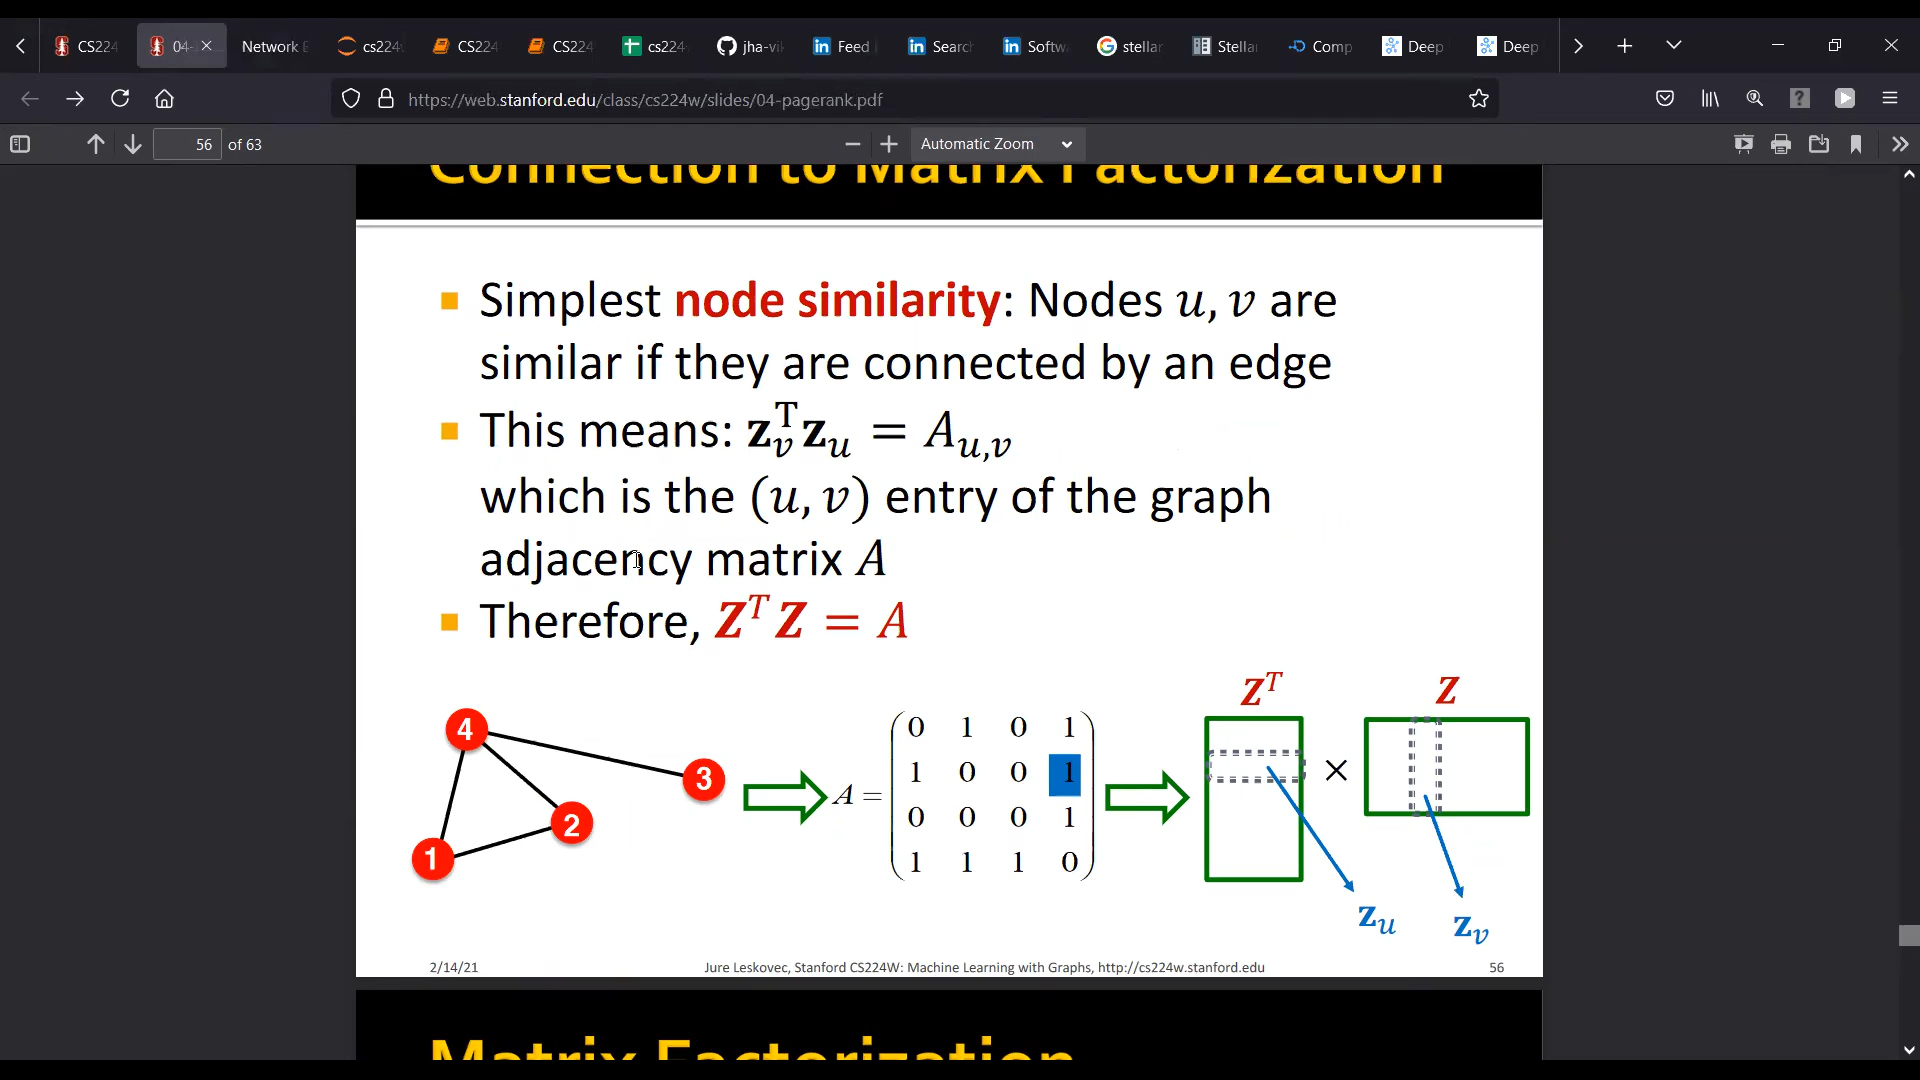 CS224
04-
Network
cs224
CS224
CS224
cs224
jha-vi
Feed
Search
Softw
stellar
Stella
Comp
Deep
Deep
https://web.stanford.edu/class/cs224w/slides/04-pagerank.pdf
56 of 63
Automatic Zoom
Connection to Matrix Factorization
Simplest node similarity: Nodes u, v are
similar if they are connected by an edge
This means: z_v^T z_u = A_{u,v}
which is the (u, v) entry of the graph
adjacency matrix A
Therefore, Z^T Z = A
Z^T
Z
4
3
2
1
A =
0 1 0 1
1 0 0 1
0 0 0 1
1 1 1 0
×
z_u
z_v
2/14/21
Jure Leskovec, Stanford CS224W: Machine Learning with Graphs, http://cs224w.stanford.edu
56
Matrix Factorization